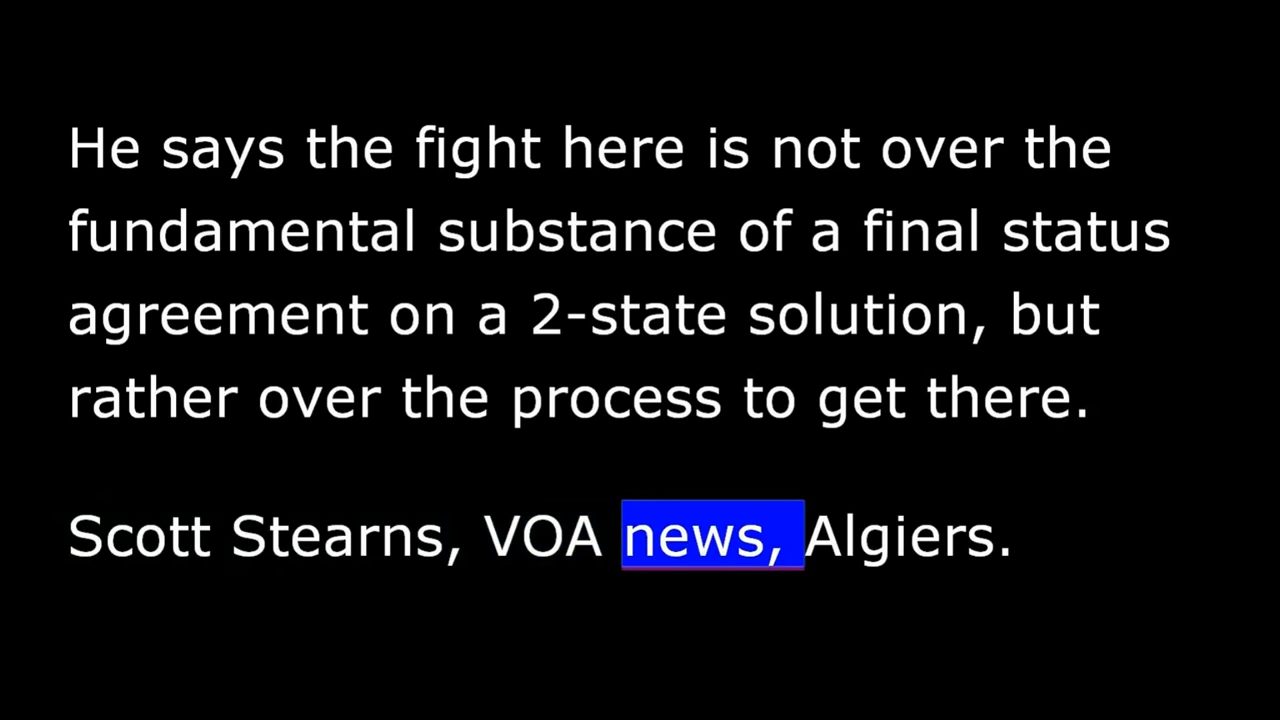 He says the fight here is not over the
fundamental substance of a final status
agreement on a 2-state solution, but
rather over the process to get there.
Scott Stearns, VOA news, Algiers.